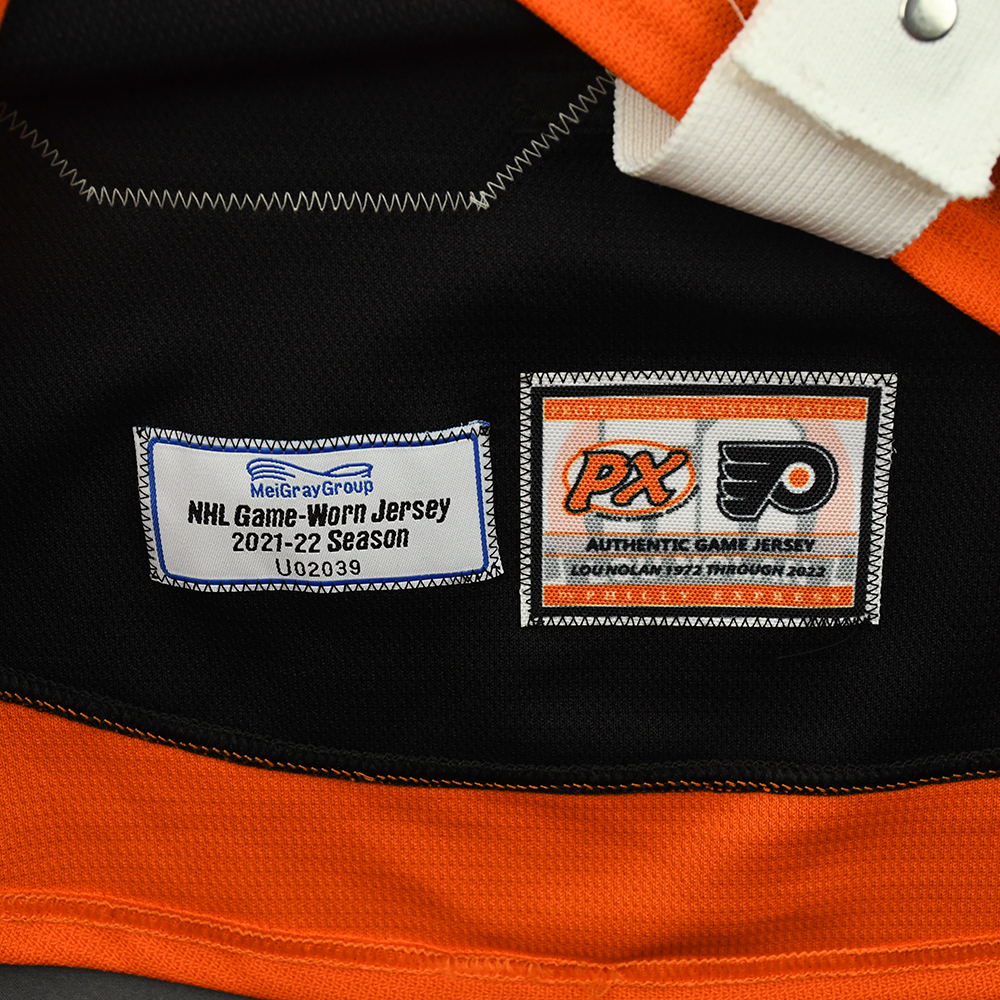 MeiGrayGroup
NHL Game-Worn Jersey
2021-22 Season
U02039
PX
AUTHENTIC GAME JERSEY
LOU NOLAN 1972 THROUGH 2022
PHILLY EXPRESS